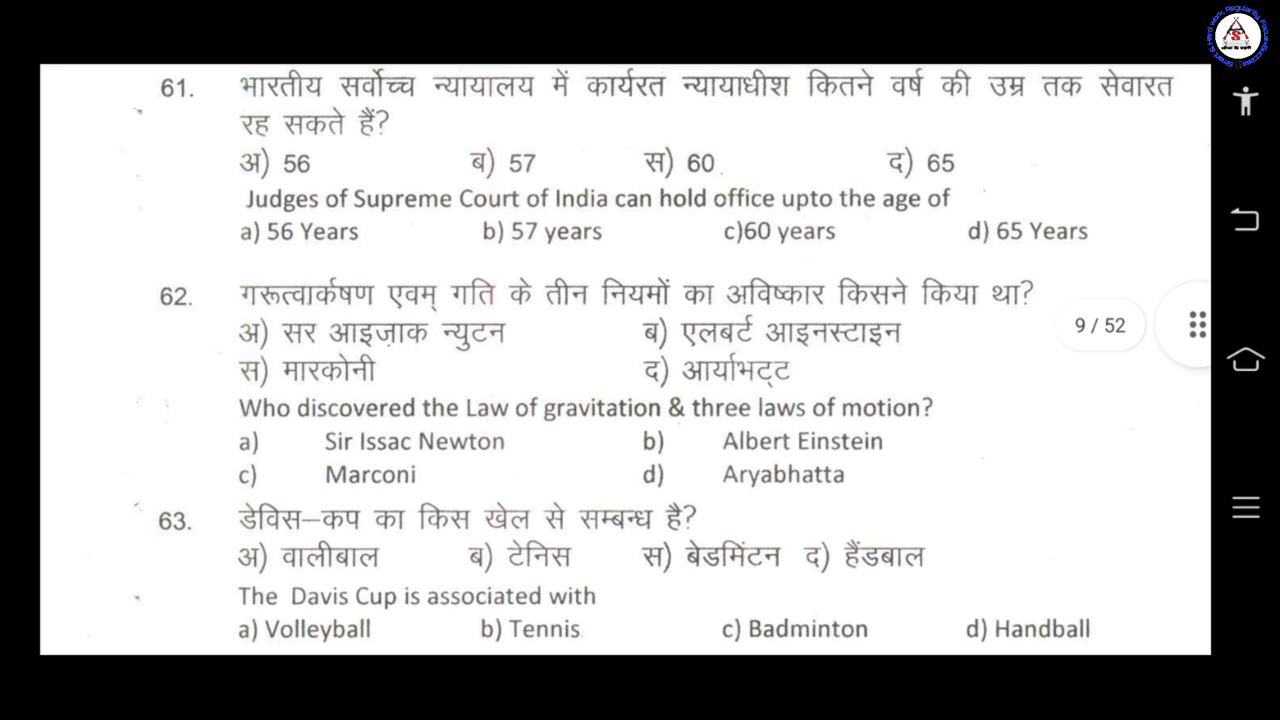 61. भारतीय सर्वोच्च न्यायालय में कार्यरत न्यायाधीश कितने वर्ष की उम्र तक सेवारत
रह सकते हैं?
अ) 56 ब) 57 स) 60 द) 65
Judges of Supreme Court of India can hold office upto the age of
a) 56 Years b) 57 years c)60 years d) 65 Years
62. गरूत्वार्कषण एवम् गति के तीन नियमों का अविष्कार किसने किया था?
अ) सर आइज़ाक न्युटन ब) एलबर्ट आइनस्टाइन
स) मारकोनी द) आर्याभट्ट
Who discovered the Law of gravitation & three laws of motion?
a) Sir Issac Newton b) Albert Einstein
c) Marconi d) Aryabhatta
9 / 52
63. डेविस–कप का किस खेल से सम्बन्ध है?
अ) वालीबाल ब) टेनिस स) बेडमिंटन द) हैंडबाल
The Davis Cup is associated with
a) Volleyball b) Tennis c) Badminton d) Handball